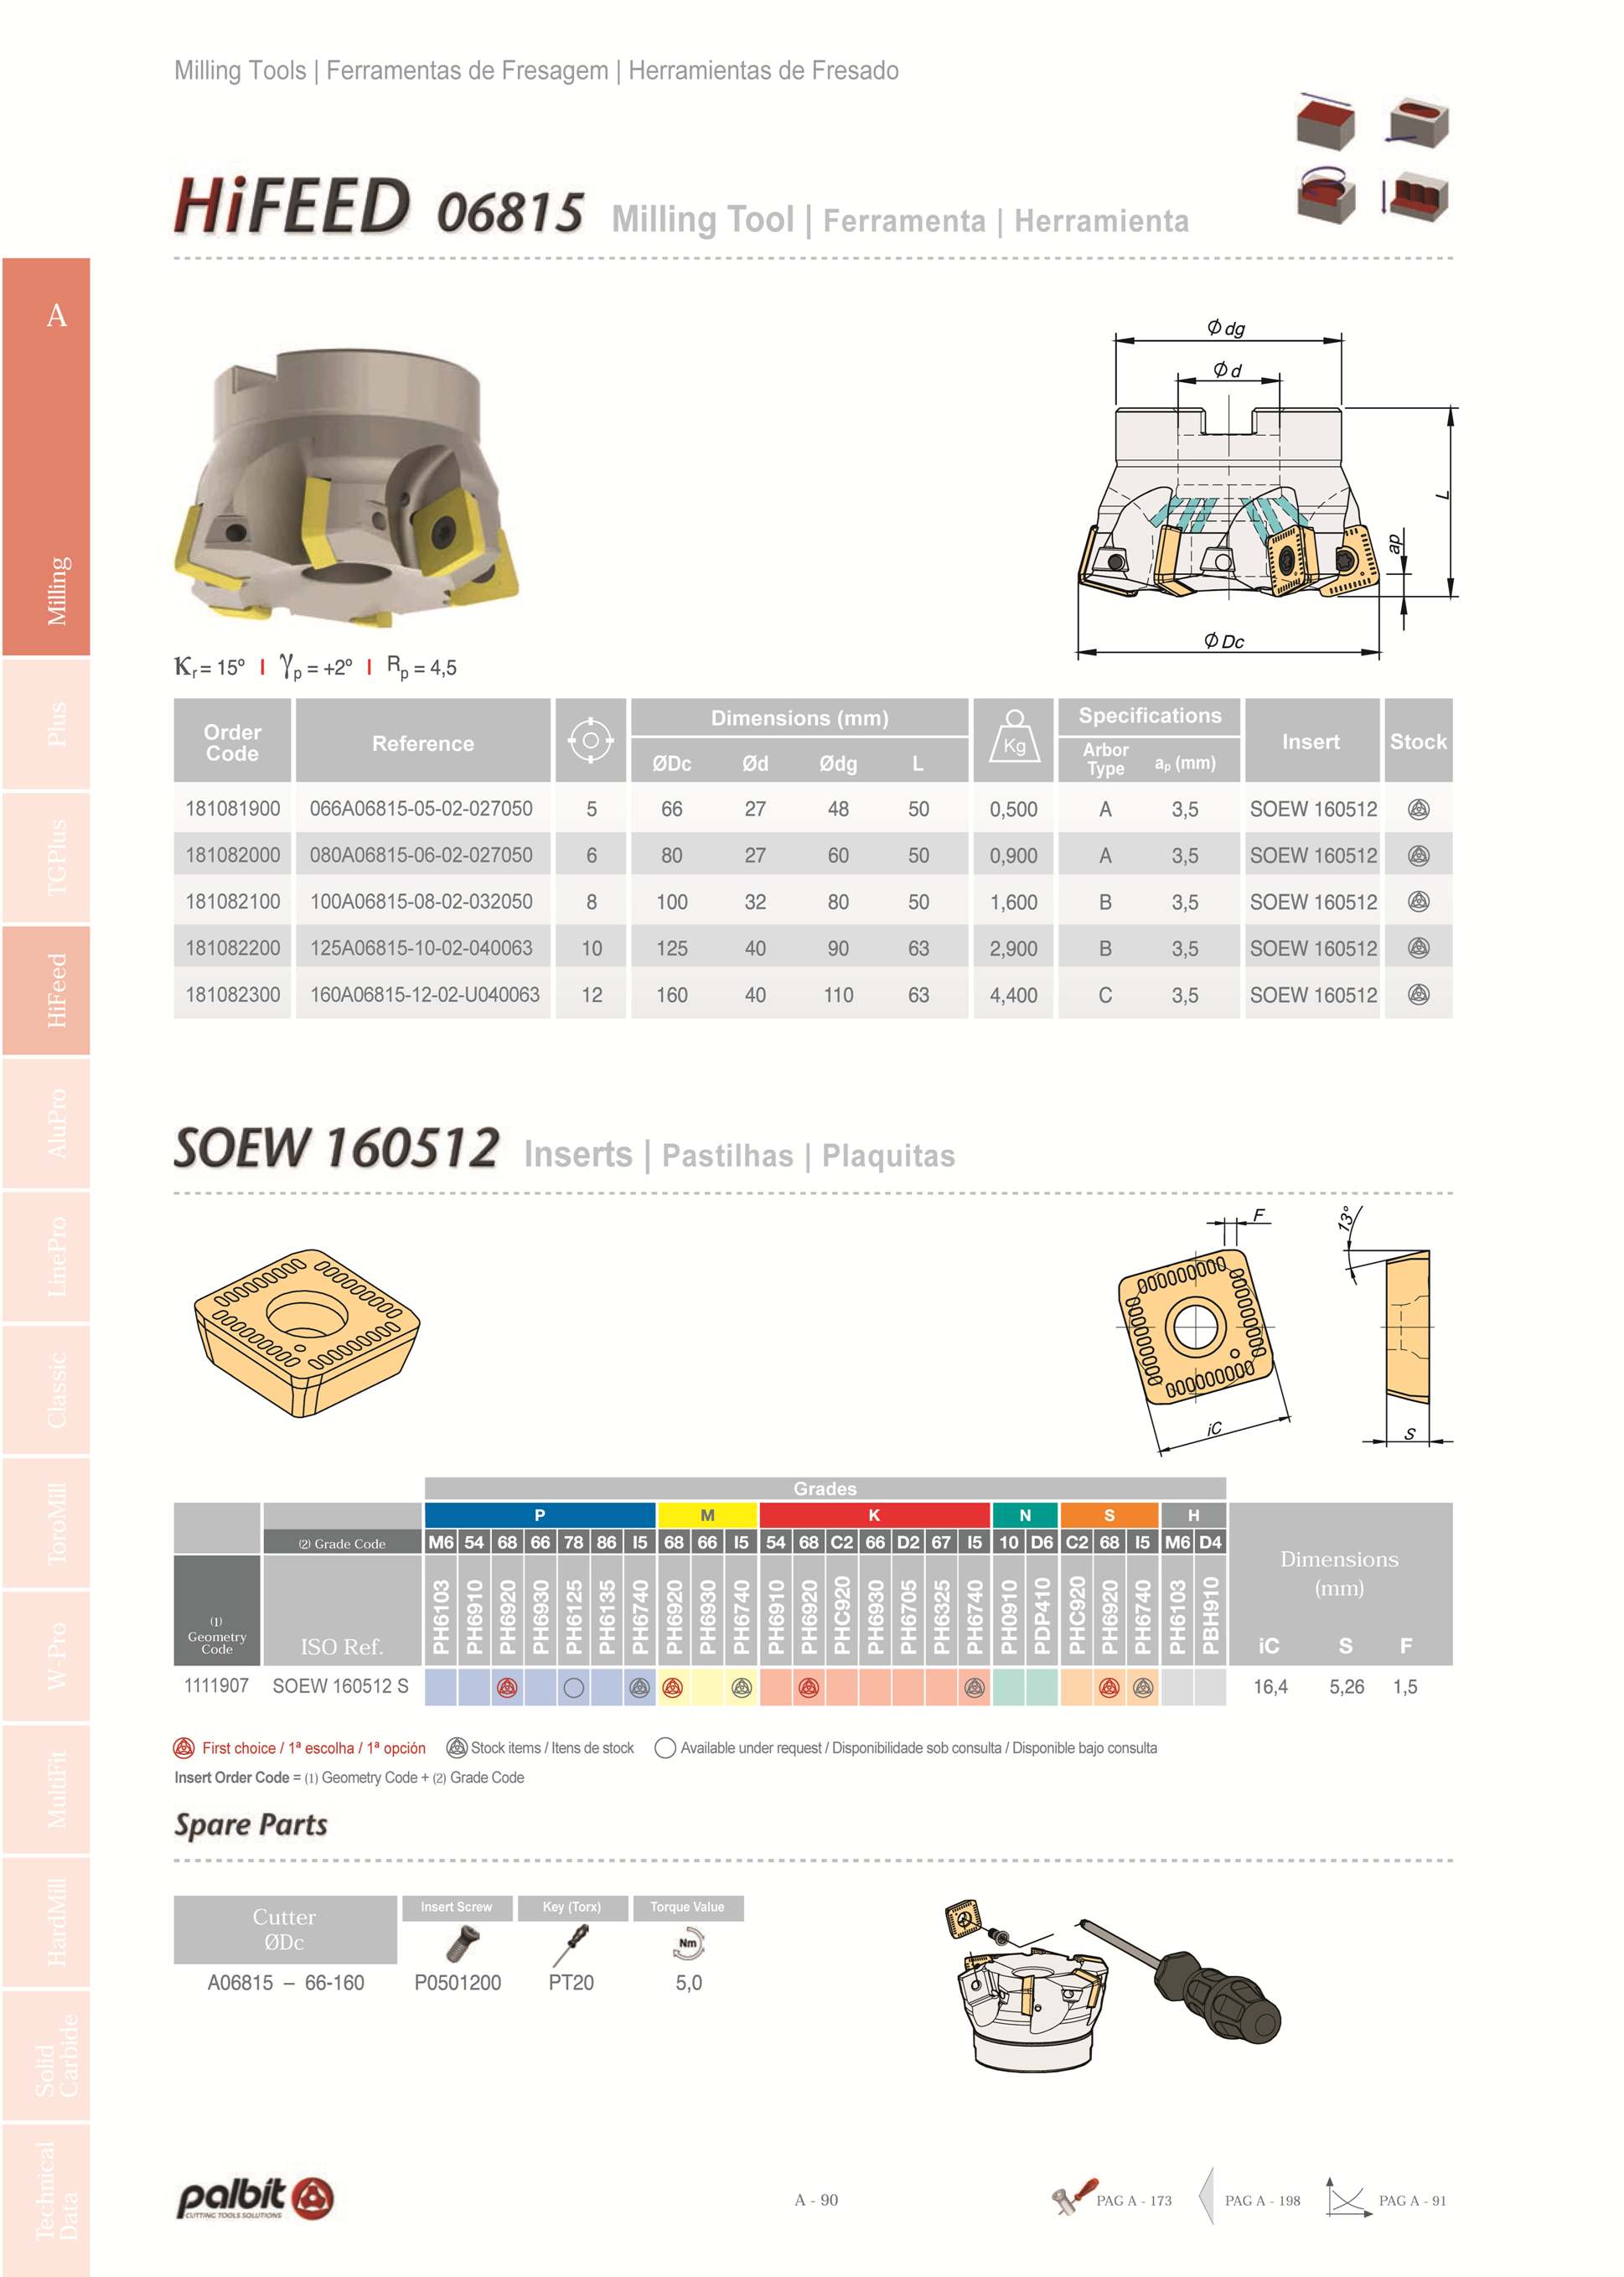 Milling Tools | Ferramentas de Fresagem | Herramientas de Fresado
HiFEED 06815 Milling Tool | Ferramenta | Herramienta
A
Milling
Plus
TGPlus
HiFeed
AluPro
LinePro
Classic
ToroMill
W-Pro
MultiFit
HardMill
Solid Carbide
Technical Data
Ødg
Ød
L
ap
ØDc
Κr = 15º | γp = +2º | Rp = 4,5
Order Code Reference Dimensions (mm) Kg Specifications Insert Stock
ØDc Ød Ødg L Arbor Type ap (mm)
181081900 066A06815-05-02-027050 5 66 27 48 50 0,500 A 3,5 SOEW 160512
181082000 080A06815-06-02-027050 6 80 27 60 50 0,900 A 3,5 SOEW 160512
181082100 100A06815-08-02-032050 8 100 32 80 50 1,600 B 3,5 SOEW 160512
181082200 125A06815-10-02-040063 10 125 40 90 63 2,900 B 3,5 SOEW 160512
181082300 160A06815-12-02-U040063 12 160 40 110 63 4,400 C 3,5 SOEW 160512
SOEW 160512 Inserts | Pastilhas | Plaquitas
F
13°
iC
S
Grades
P M K N S H
(2) Grade Code M6 54 68 66 78 86 I5 68 66 I5 54 68 C2 66 D2 67 I5 10 D6 C2 68 I5 M6 D4
Dimensions (mm)
(1) Geometry Code ISO Ref. PH6103 PH6910 PH6920 PH6930 PH6125 PH6135 PH6740 PH6920 PH6930 PH6740 PH6910 PH6920 PHC920 PH6930 PH6705 PH6325 PH6740 PH0910 PDP410 PHC920 PH6920 PH6740 PH6103 PBH910 iC S F
1111907 SOEW 160512 S 16,4 5,26 1,5
First choice / 1ª escolha / 1ª opción Stock items / Itens de stock Available under request / Disponibilidade sob consulta / Disponible bajo consulta
Insert Order Code = (1) Geometry Code + (2) Grade Code
Spare Parts
Cutter ØDc Insert Screw Key (Torx) Torque Value
Nm
A06815 – 66-160 P0501200 PT20 5,0
palbit
CUTTING TOOLS SOLUTIONS
A - 90
PAG A - 173
PAG A - 198
PAG A - 91